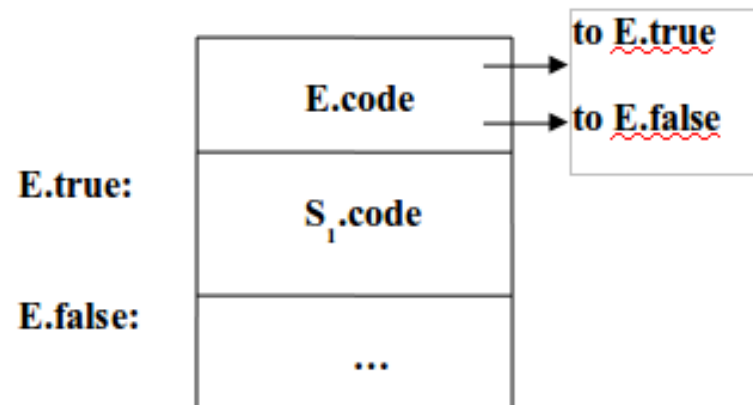 to E.true
E.code
to E.false
E.true:
S1.code
E.false:
...